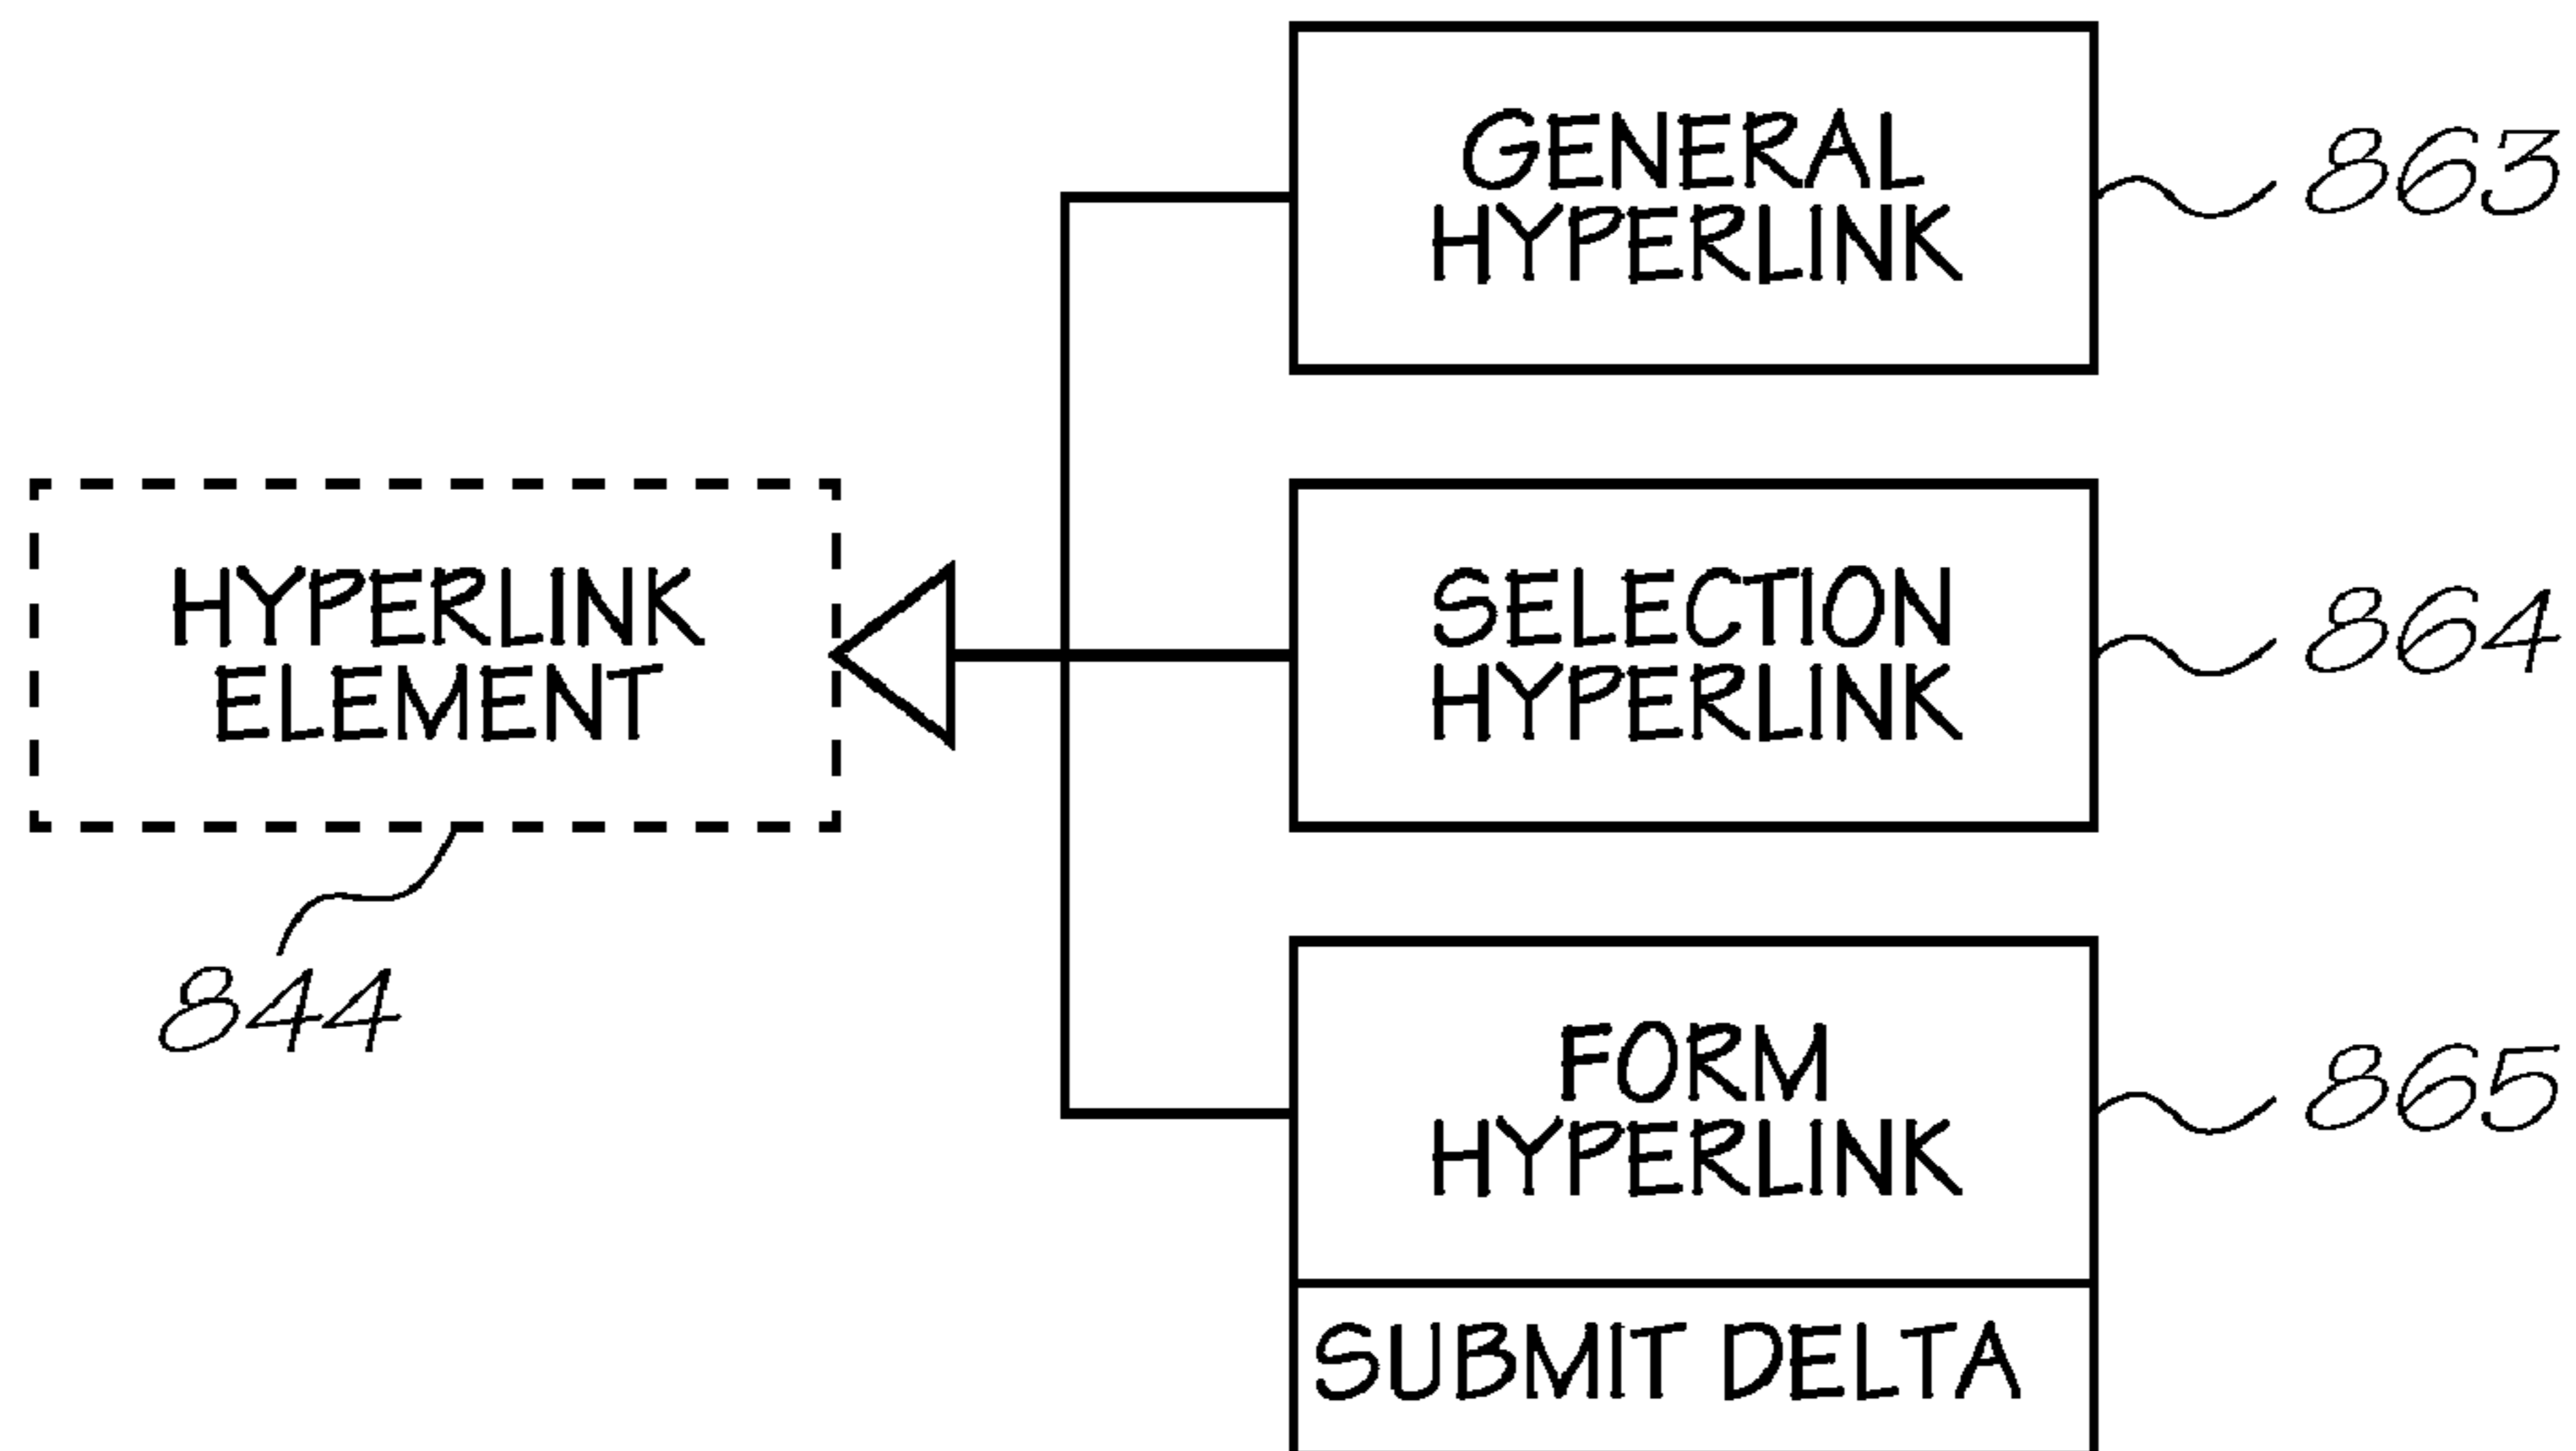 GENERAL
HYPERLINK
863
HYPERLINK
ELEMENT
844
SELECTION
HYPERLINK
864
FORM
HYPERLINK
865
SUBMIT DELTA